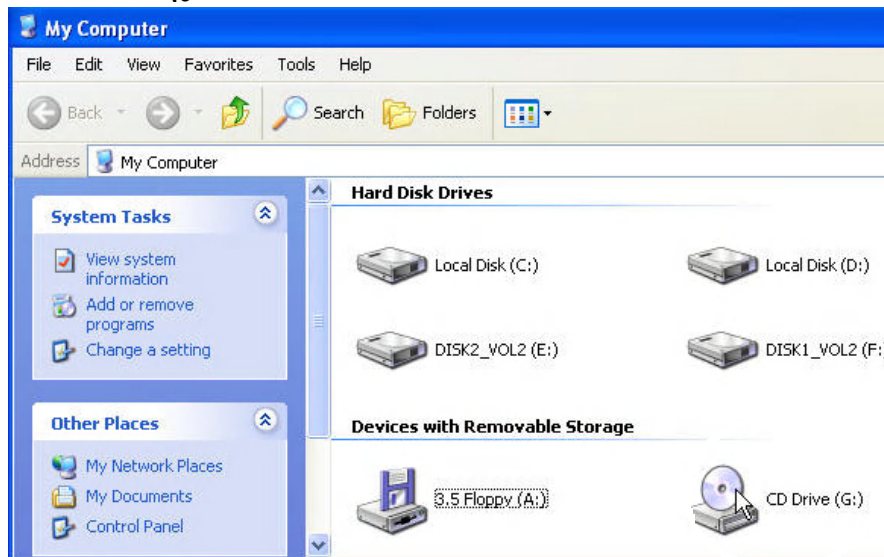 My Computer
File Edit View Favorites Tools Help
Back Search Folders
Address My Computer
System Tasks
View system
information
Add or remove
programs
Change a setting
Other Places
My Network Places
My Documents
Control Panel
Hard Disk Drives
Local Disk (C:) Local Disk (D:)
DISK2_VOL2 (E:) DISK1_VOL2 (F:
Devices with Removable Storage
3.5 Floppy (A:) CD Drive (G:)